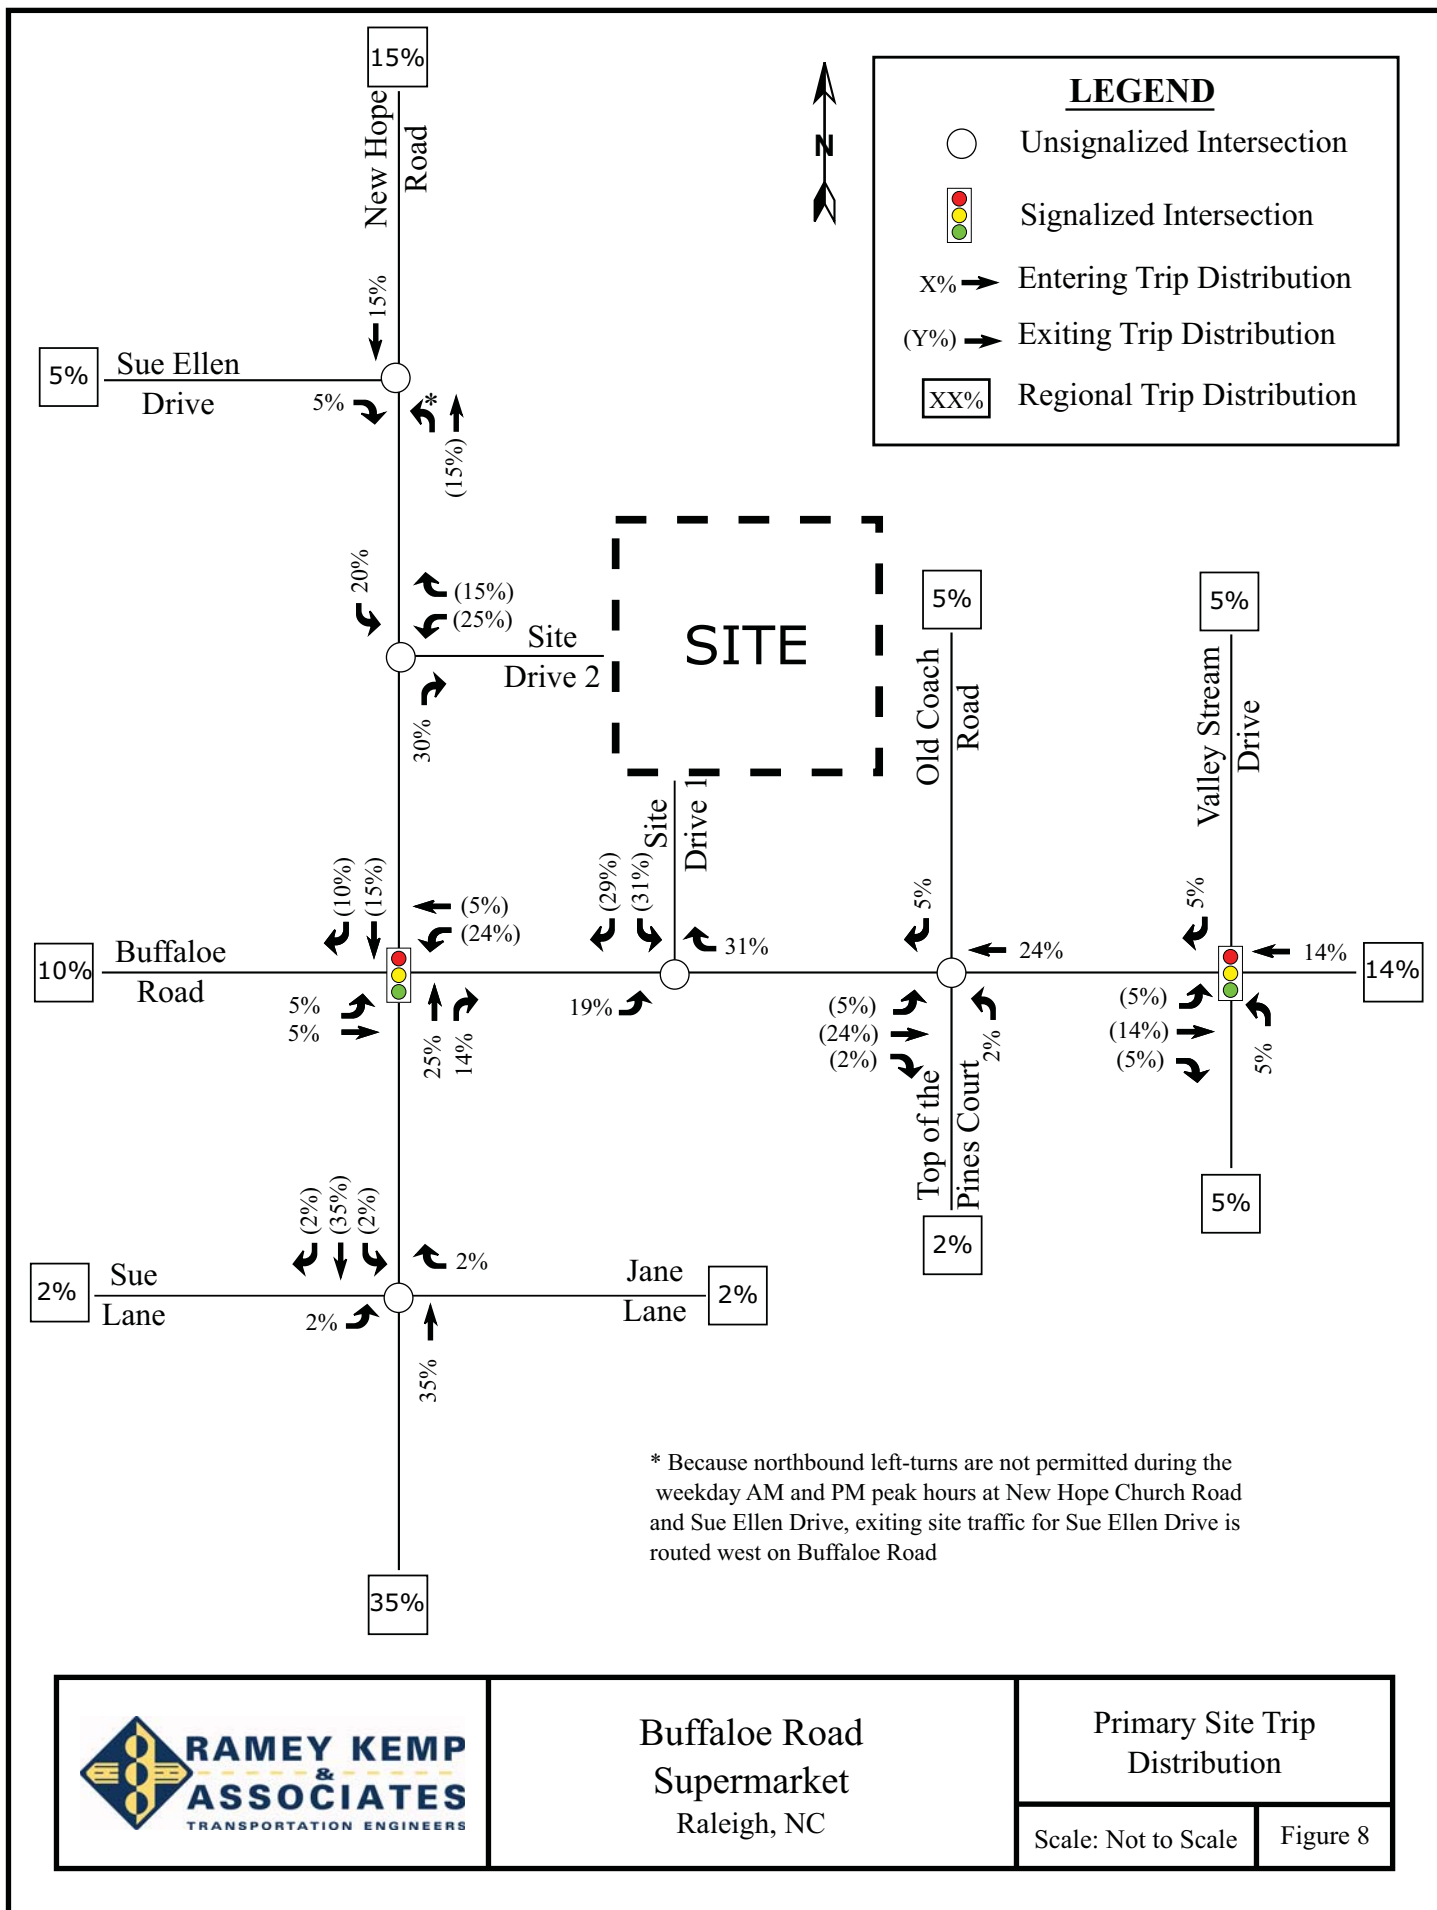 15%
New Hope
Road
N
LEGEND
Unsignalized Intersection
Signalized Intersection
X% Entering Trip Distribution
(Y%) Exiting Trip Distribution
XX% Regional Trip Distribution
15%
5%
Sue Ellen
Drive
5%
*
(15%)
20%
(15%)
(25%)
Site
Drive 2
30%
SITE
5%
Old Coach
Road
5%
Valley Stream
Drive
Site
Drive 1
(10%)
(15%)
(5%)
(24%)
(29%)
(31%)
31%
5%
24%
5%
14%
14%
10%
Buffaloe
Road
5%
5%
25%
14%
19%
(5%)
(24%)
(2%)
2%
(5%)
(14%)
(5%)
5%
Top of the
Pines Court
2%
5%
(2%)
(35%)
(2%)
2%
2%
Sue
Lane
2%
35%
Jane
Lane
2%
* Because northbound left-turns are not permitted during the
weekday AM and PM peak hours at New Hope Church Road
and Sue Ellen Drive, exiting site traffic for Sue Ellen Drive is
routed west on Buffaloe Road
35%
RAMEY KEMP
&
ASSOCIATES
TRANSPORTATION ENGINEERS
Buffaloe Road
Supermarket
Raleigh, NC
Primary Site Trip
Distribution
Scale: Not to Scale
Figure 8